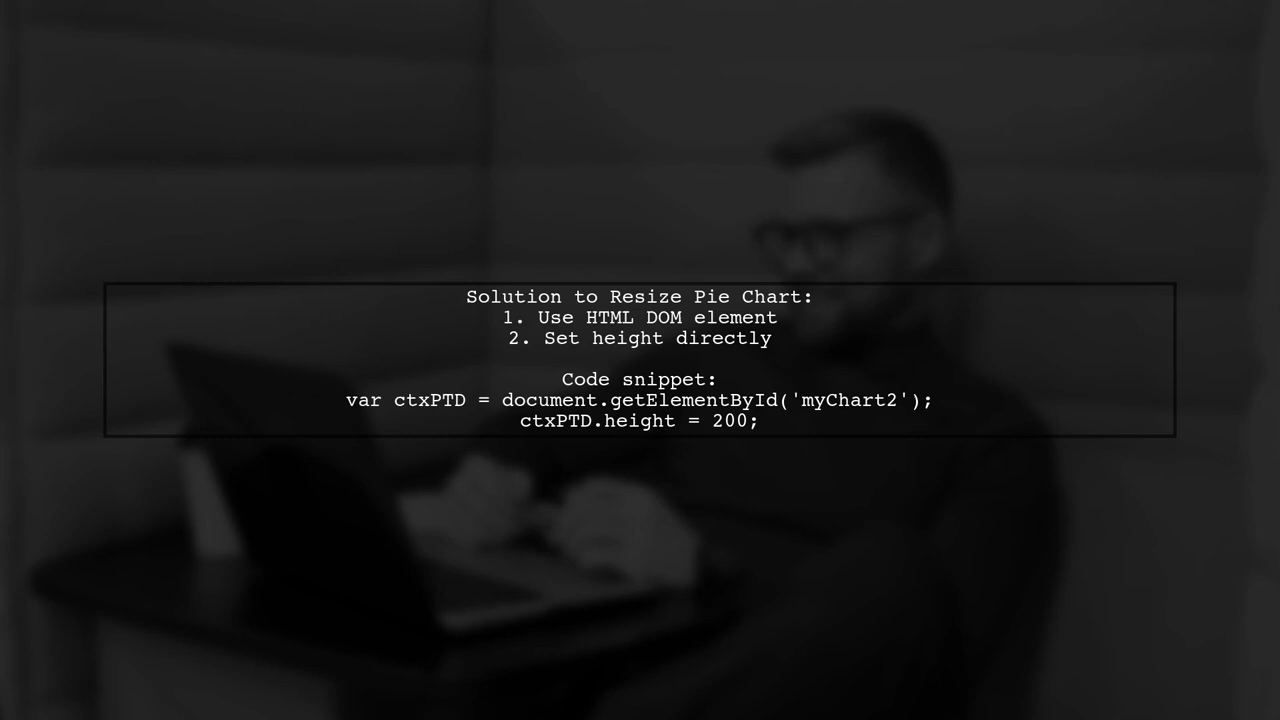 Solution to Resize Pie Chart:
1. Use HTML DOM element
2. Set height directly
Code snippet:
var ctxPTD = document.getElementById('myChart2');
ctxPTD.height = 200;